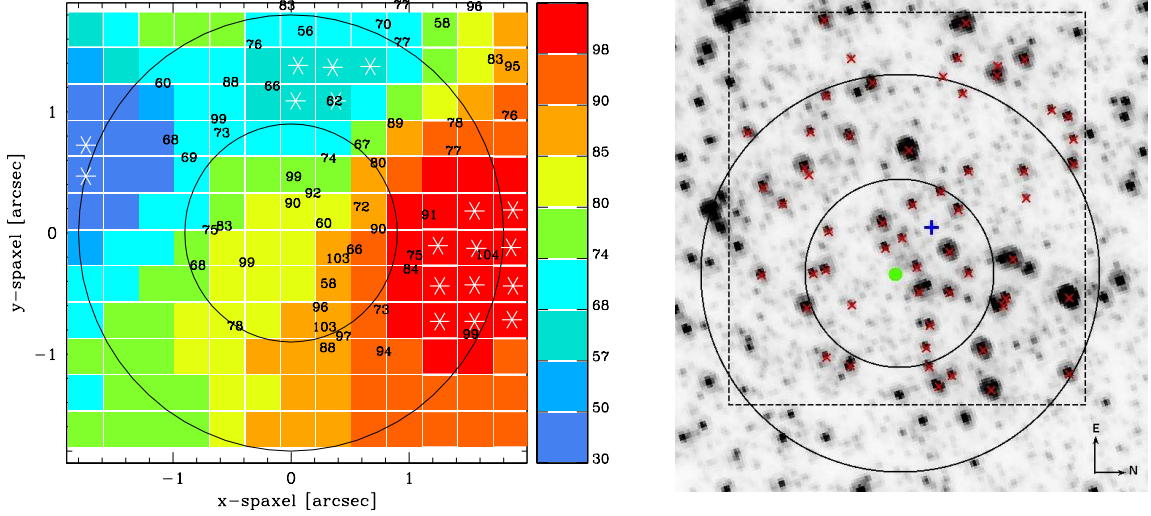 83 77 96
56 70 58
76 77
83 95
60 88 66
62
99 89 78 76
68 73 67 77
69 74 80
99
92
90 72 91
75 83 60 90
66
68 99 103 75 104
84
58
96 73
78 103 97 99
88 94
1
0
−1
−1 0 1
x−spaxel [arcsec]
y−spaxel [arcsec]
98
90
85
80
74
68
57
50
30
E
N